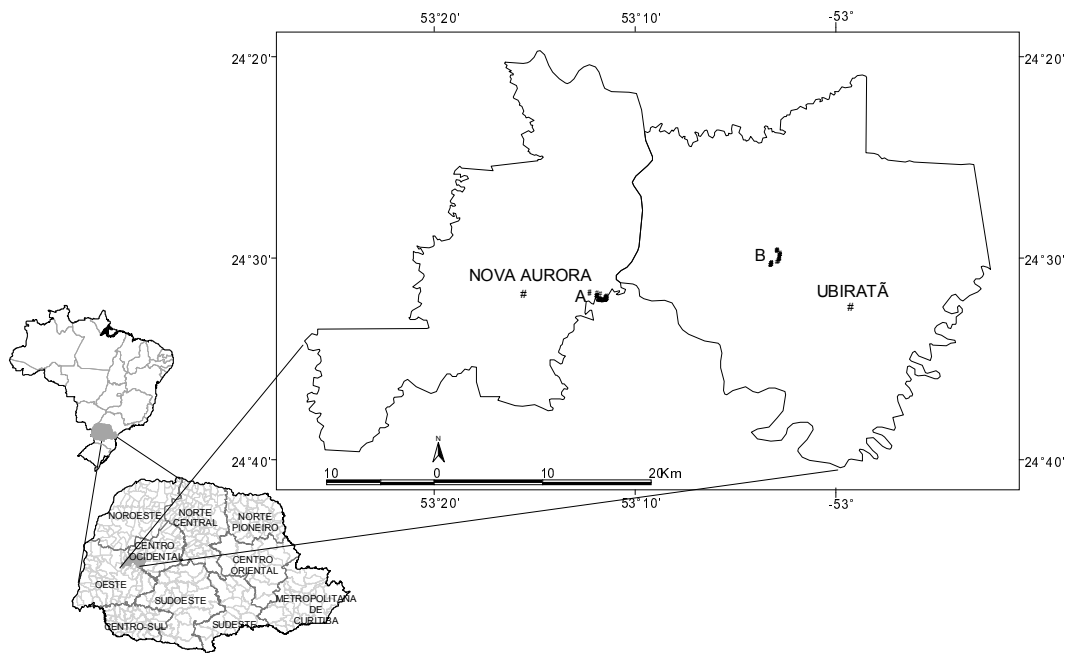 53°20' 53°10' -53°
24°20' 24°20'
24°30' 24°30'
NOVA AURORA
#
A #
B
UBIRATÃ
#
N
24°40' 24°40'
10 0 10 20 Km
53°20' 53°10' -53°
NOROESTE
NORTE
CENTRAL
NORTE
PIONEIRO
CENTRO
OCIDENTAL
CENTRO
ORIENTAL
OESTE
SUDOESTE
METROPOLITANA
DE
CURITIBA
CENTRO-SUL
SUDESTE